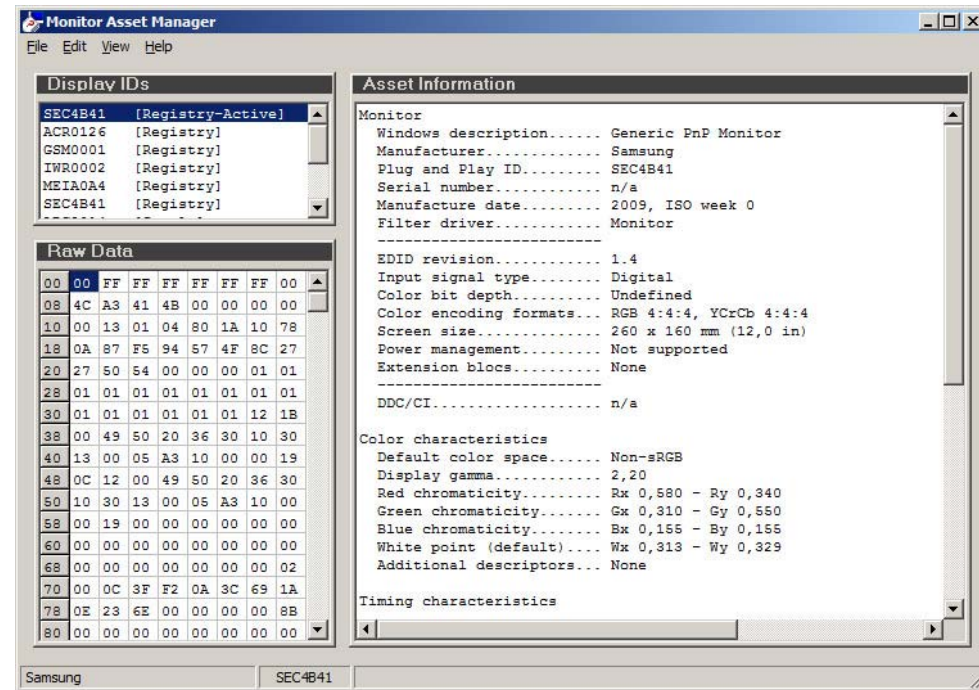 Monitor Asset Manager
File Edit View Help
Display IDs
SEC4B41 [Registry-Active]
ACR0126 [Registry]
GSM0001 [Registry]
IWR0002 [Registry]
MEIA0A4 [Registry]
SEC4B41 [Registry]
Raw Data
00 00 FF FF FF FF FF FF 00
08 4C A3 41 4B 00 00 00 00
10 00 13 01 04 80 1A 10 78
18 0A 87 F5 94 57 4F 8C 27
20 27 50 54 00 00 00 01 01
28 01 01 01 01 01 01 01 01
30 01 01 01 01 01 01 12 1B
38 00 49 50 20 36 30 10 30
40 13 00 05 A3 10 00 00 19
48 0C 12 00 49 50 20 36 30
50 10 30 13 00 05 A3 10 00
58 00 19 00 00 00 00 00 00
60 00 00 00 00 00 00 00 00
68 00 00 00 00 00 00 00 02
70 00 0C 3F F2 0A 3C 69 1A
78 0E 23 6E 00 00 00 00 8B
80 00 00 00 00 00 00 00 00
Asset Information
Monitor
Windows description...... Generic PnP Monitor
Manufacturer............. Samsung
Plug and Play ID......... SEC4B41
Serial number............ n/a
Manufacture date......... 2009, ISO week 0
Filter driver............ Monitor
-------------------------
EDID revision............ 1.4
Input signal type........ Digital
Color bit depth.......... Undefined
Color encoding formats... RGB 4:4:4, YCrCb 4:4:4
Screen size.............. 260 x 160 mm (12,0 in)
Power management......... Not supported
Extension blocs.......... None
-------------------------
DDC/CI................... n/a
Color characteristics
Default color space...... Non-sRGB
Display gamma............ 2,20
Red chromaticity......... Rx 0,580 - Ry 0,340
Green chromaticity....... Gx 0,310 - Gy 0,550
Blue chromaticity........ Bx 0,155 - By 0,155
White point (default).... Wx 0,313 - Wy 0,329
Additional descriptors... None
Timing characteristics
Samsung SEC4B41